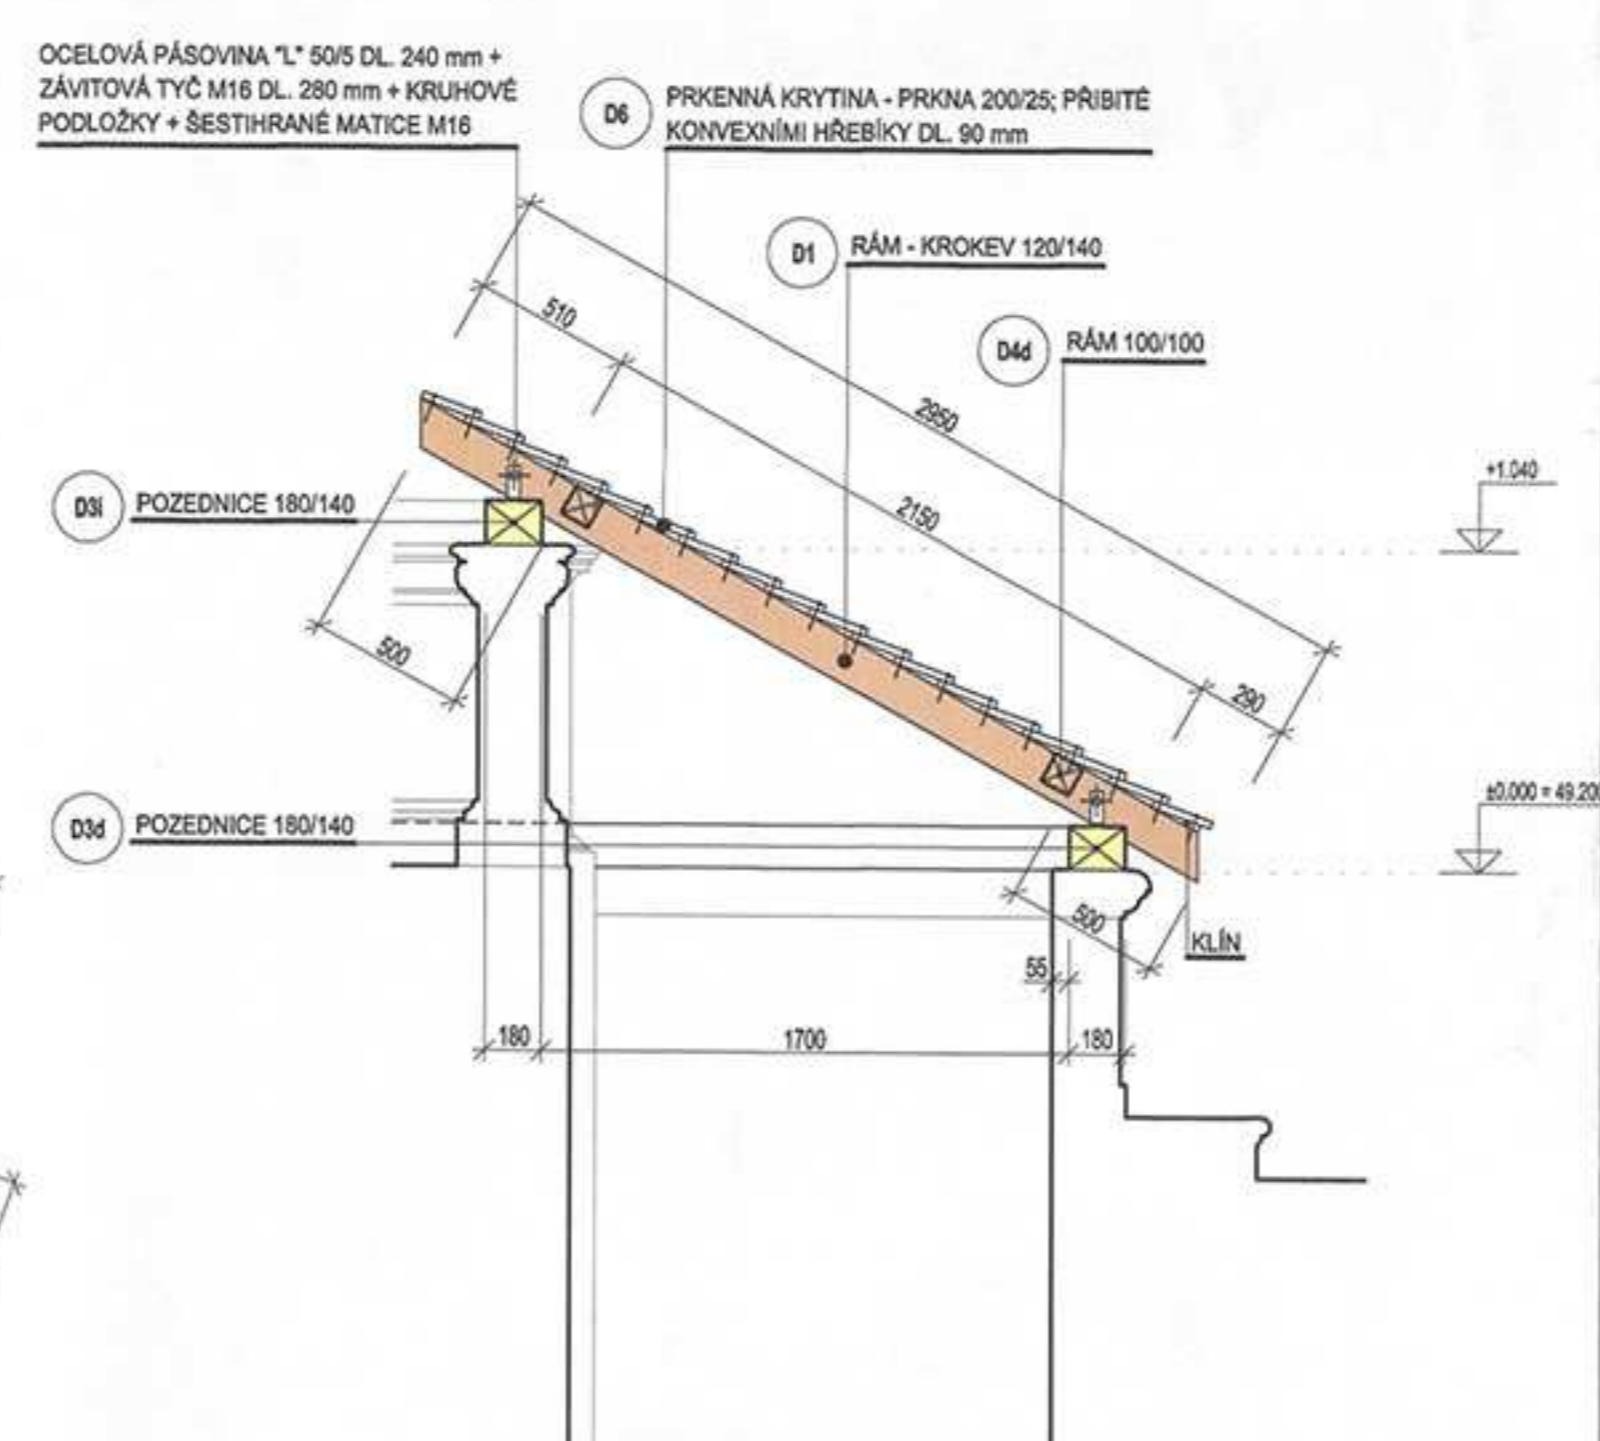 OCELOVÁ PÁSOVINA "L" 50/5 DL. 240 mm +
ZÁVITOVÁ TYČ M16 DL. 280 mm + KRUHOVÉ
PODLOŽKY + ŠESTIHRANÉ MATICE M16
D6
PRKENNÁ KRYTINA - PRKNA 200/25; PŘIBITÉ
KONVEXNÍMI HŘEBÍKY DL. 90 mm
D1
RÁM - KROKEV 120/140
D4d
RÁM 100/100
510
2950
2150
290
+1.040
D3i
POZEDNICE 180/140
500
±0.000 = 49.20
D3d
POZEDNICE 180/140
500
KLÍN
55
180
1700
180